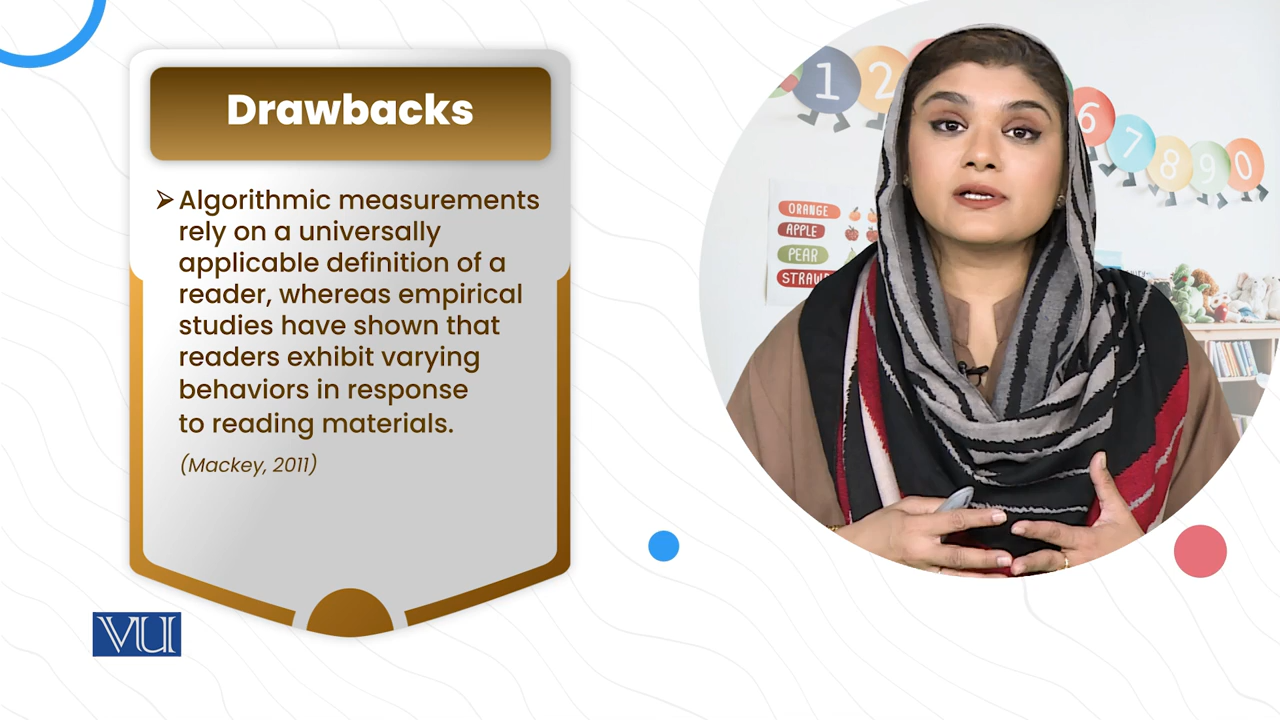 Drawbacks
➢ Algorithmic measurements
rely on a universally
applicable definition of a
reader, whereas empirical
studies have shown that
readers exhibit varying
behaviors in response
to reading materials.
(Mackey, 2011)
VU
1 2
6 7 8 9 0
ORANGE
APPLE
PEAR
STRAW